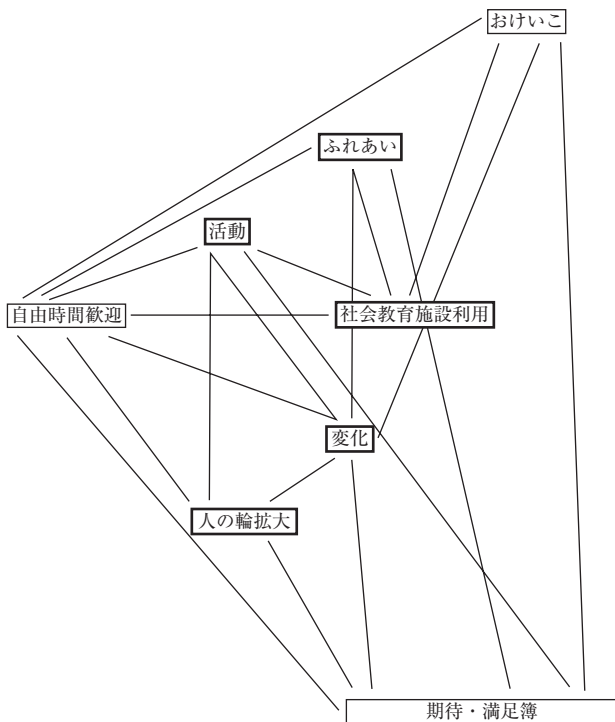 おけいこ
ふれあい
活動
自由時間歓迎
社会教育施設利用
変化
人の輪拡大
期待・満足簿